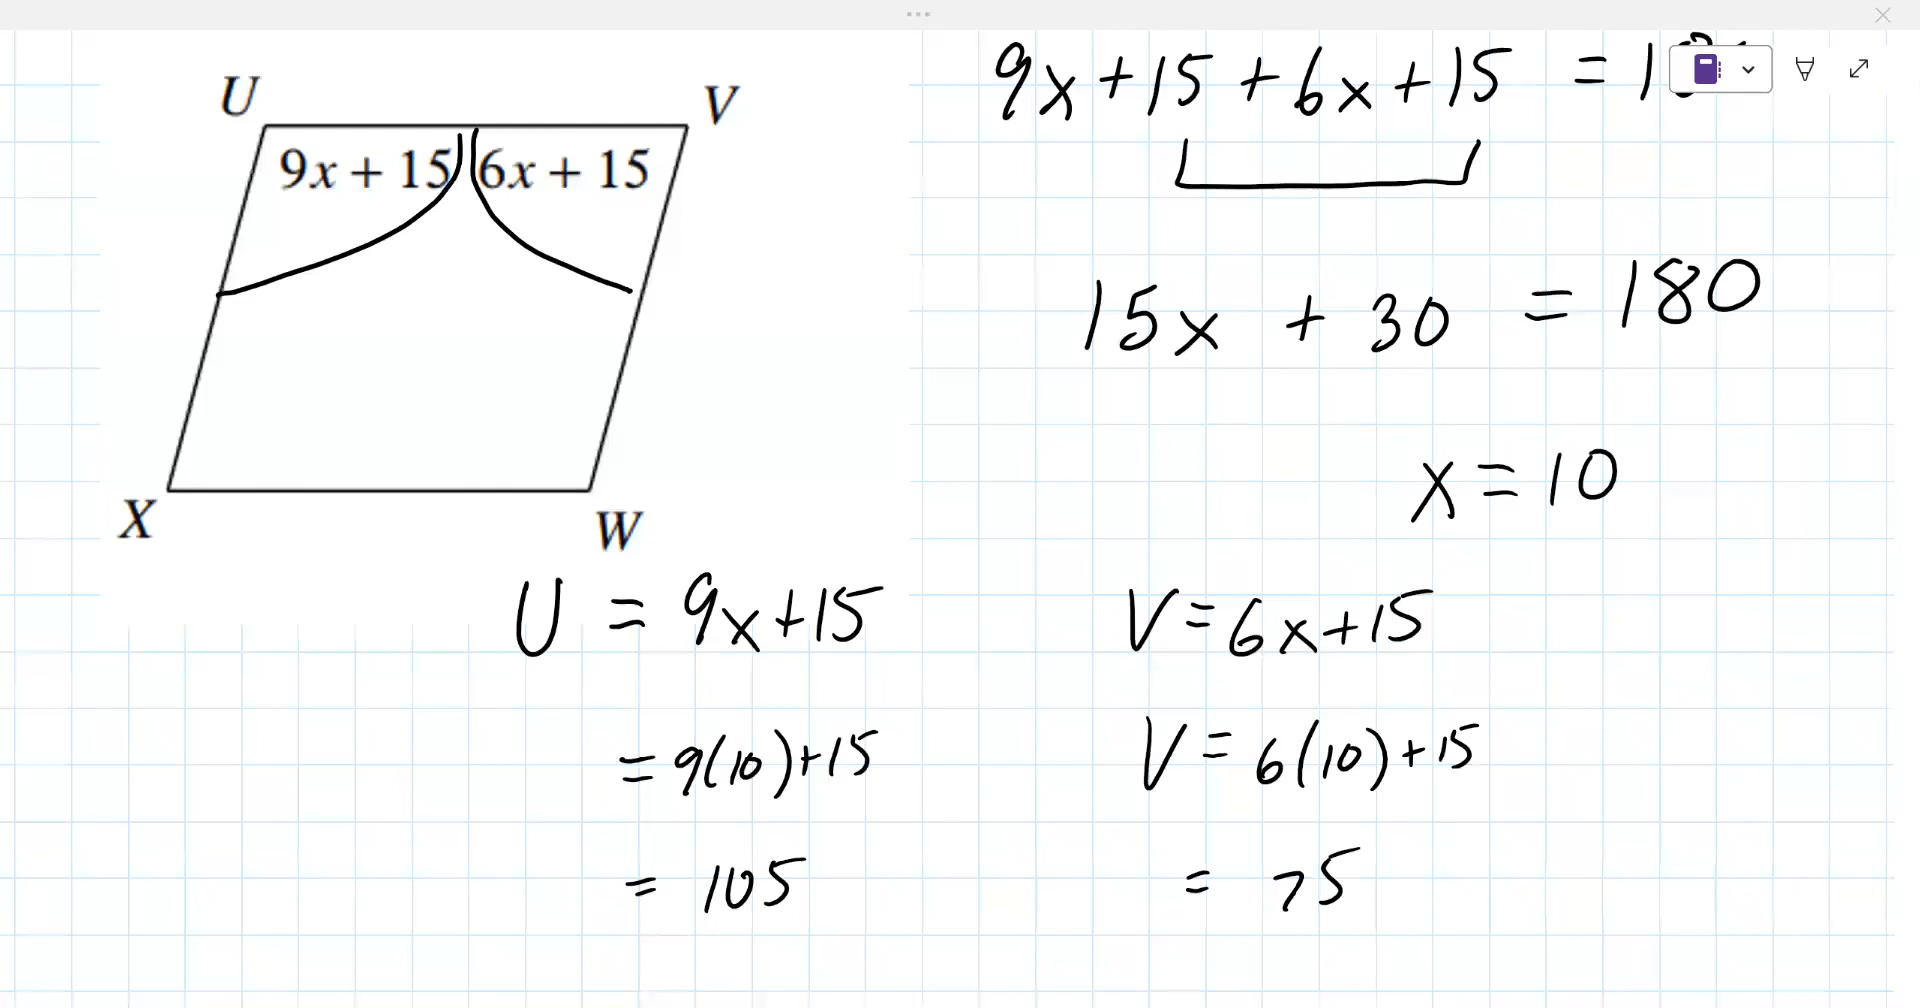 U
V
9x + 15
6x + 15
X
W
9x + 15 + 6x + 15 =
15x + 30 = 180
x = 10
U = 9x + 15
= 9(10) + 15
= 105
V = 6x + 15
V = 6(10) + 15
= 75